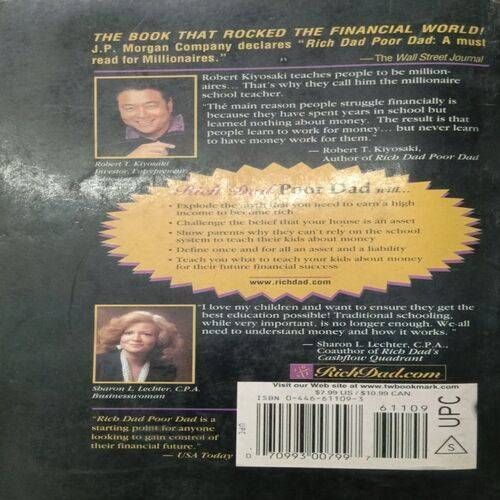 THE BOOK THAT ROCKED THE FINANCIAL WORLD!
J.P. Morgan Company declares "Rich Dad Poor Dad: A must
read for Millionaires."
—The Wall Street Journal
Robert Kiyosaki teaches people to be million-
aires... That's why they call him the millionaire
school teacher.
"The main reason people struggle financially is
because they have spent years in school but
learned nothing about money. The result is that
people learn to work for money... but never learn
to have money work for them."
— Robert T. Kiyosaki,
Author of Rich Dad Poor Dad
Robert T. Kiyosaki
Investor, Entrepreneur
Rich Dad Poor Dad will...
• Explode the myth that you need to earn a high
income to become rich
• Challenge the belief that your house is an asset
• Show parents why they can't rely on the school
system to teach their kids about money
• Define once and for all an asset and a liability
• Teach you what to teach your kids about money
for their future financial success
www.richdad.com
"I love my children and want to ensure they get the
best education possible! Traditional schooling,
while very important, is no longer enough. We all
need to understand money and how it works."
— Sharon L. Lechter, C.P.A.,
Coauthor of Rich Dad's
Cashflow Quadrant
Sharon L. Lechter, C.P.A.
Businesswoman
RichDad.com
Visit our Web site at www.twbookmark.com
$7.99 US / $10.99 CAN.
ISBN 0-446-61109-3
61109
UPC
UPC
S
0 70993 00799 7
"Rich Dad Poor Dad is a
starting point for anyone
looking to gain control of
their financial future."
— USA Today